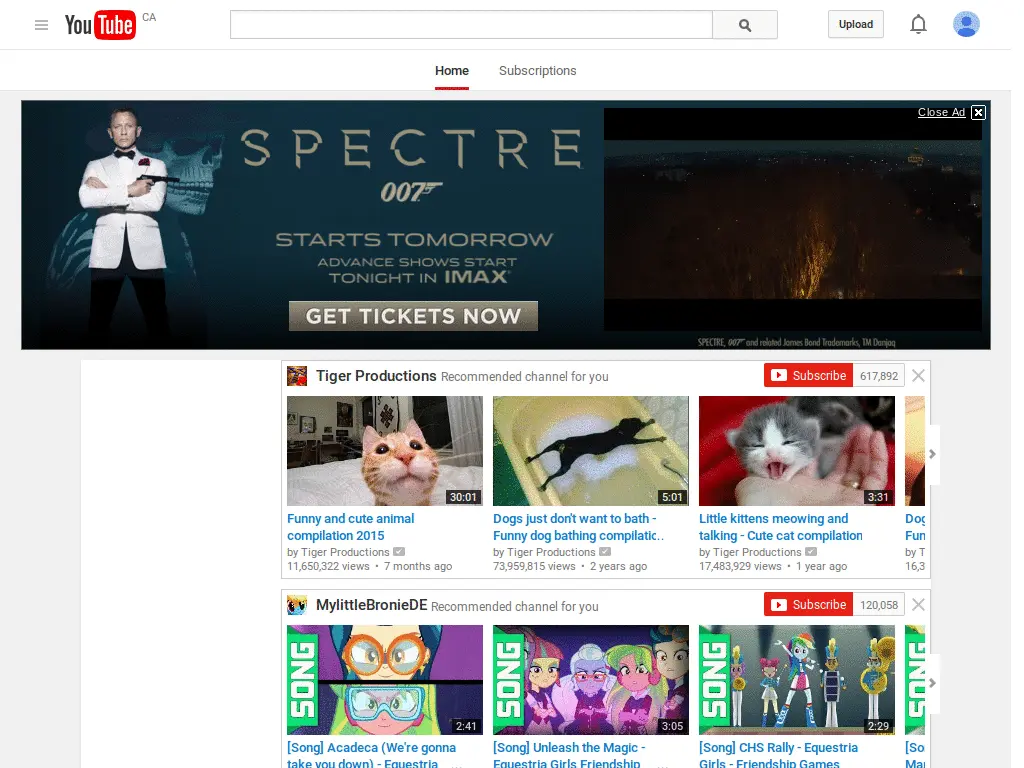 YouTube CA
Upload
Home Subscriptions
Close Ad
SPECTRE
007
STARTS TOMORROW
ADVANCE SHOWS START
TONIGHT IN IMAX
GET TICKETS NOW
SPECTRE, 007 and related James Bond Trademarks, TM Danjaq
Tiger Productions Recommended channel for you Subscribe 617,892
30:01 5:01 3:31
Funny and cute animal compilation 2015
by Tiger Productions
11,650,322 views • 7 months ago
Dogs just don't want to bath -
Funny dog bathing compilatic..
by Tiger Productions
73,959,815 views • 2 years ago
Little kittens meowing and
talking - Cute cat compilation
by Tiger Productions
17,483,929 views • 1 year ago
Dog
Fun
by T
16,3
MylittleBronieDE Recommended channel for you Subscribe 120,058
SONG SONG SONG SONG
2:41 3:05 2:29
[Song] Acadeca (We're gonna
take you down) - Equestria
[Song] Unleash the Magic -
Equestria Girls Friendship
[Song] CHS Rally - Equestria
Girls - Friendship Games
[So
Mar